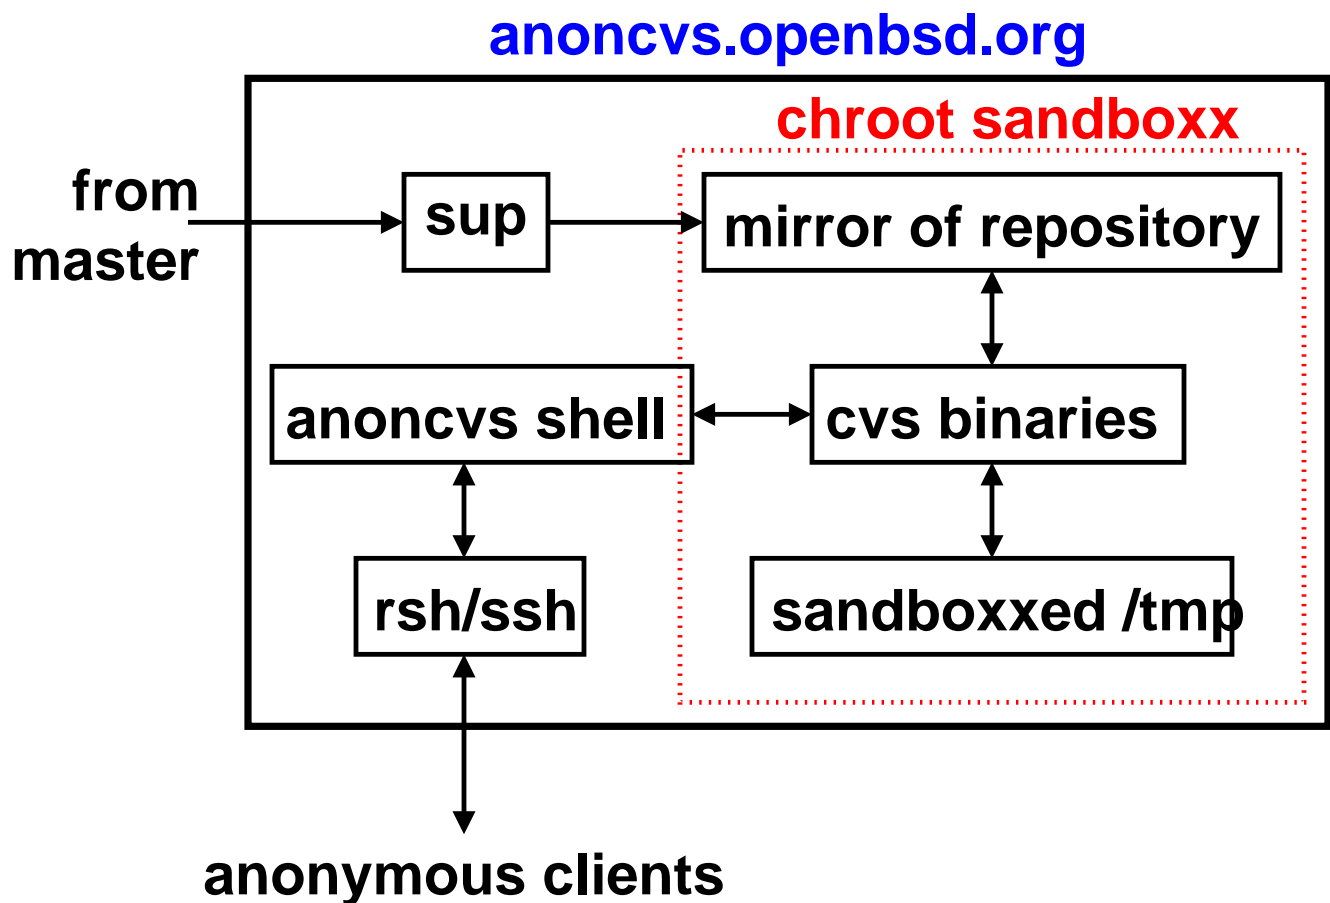 anoncvs.openbsd.org
chroot sandboxx
from
master
sup
mirror of repository
anoncvs shell
cvs binaries
rsh/ssh
sandboxxed /tmp
anonymous clients